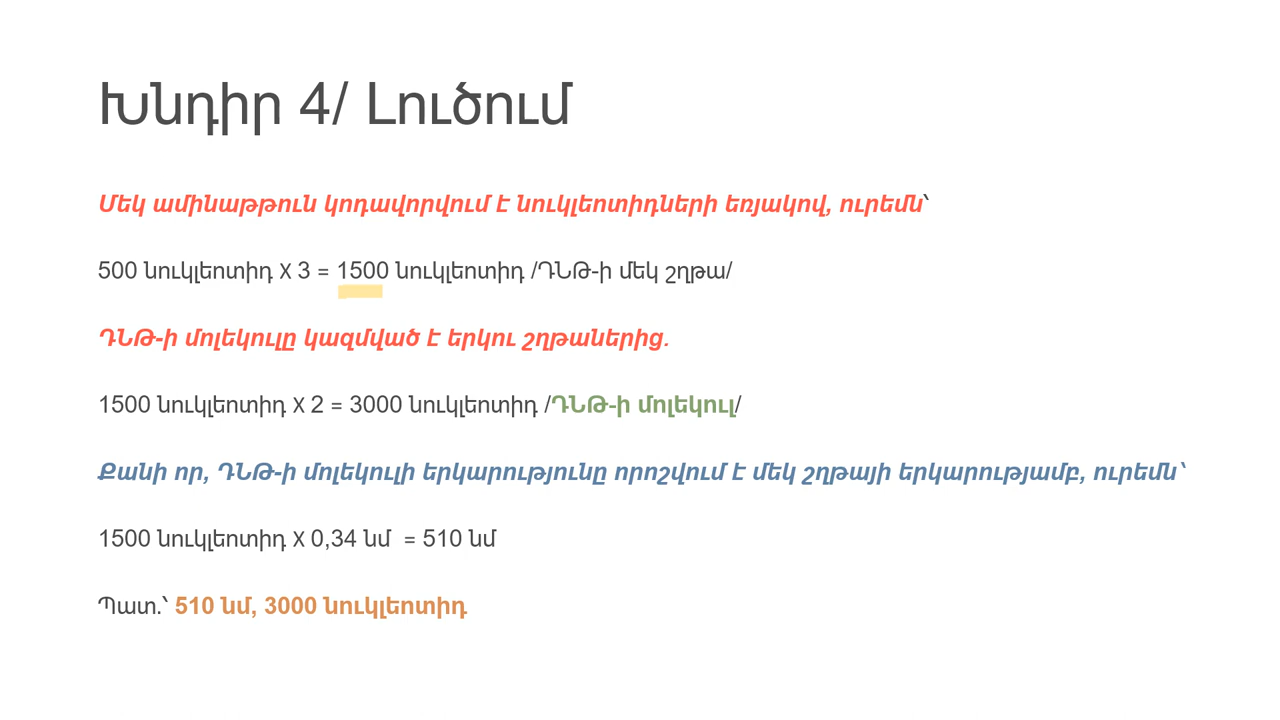 Խնդիր 4/ Լուծում
Մեկ ամինաթթուն կոդավորվում է նուկլեոտիդների եռյակով, ուրեմն՝
500 նուկլեոտիդ x 3 = 1500 նուկլեոտիդ /ԴՆԹ-ի մեկ շղթա/
ԴՆԹ-ի մոլեկուլը կազմված է երկու շղթաներից.
1500 նուկլեոտիդ x 2 = 3000 նուկլեոտիդ /ԴՆԹ-ի մոլեկուլ/
Քանի որ, ԴՆԹ-ի մոլեկուլի երկարությունը որոշվում է մեկ շղթայի երկարությամբ, ուրեմն՝
1500 նուկլեոտիդ x 0,34 նմ = 510 նմ
Պատ.՝ 510 նմ, 3000 նուկլեոտիդ